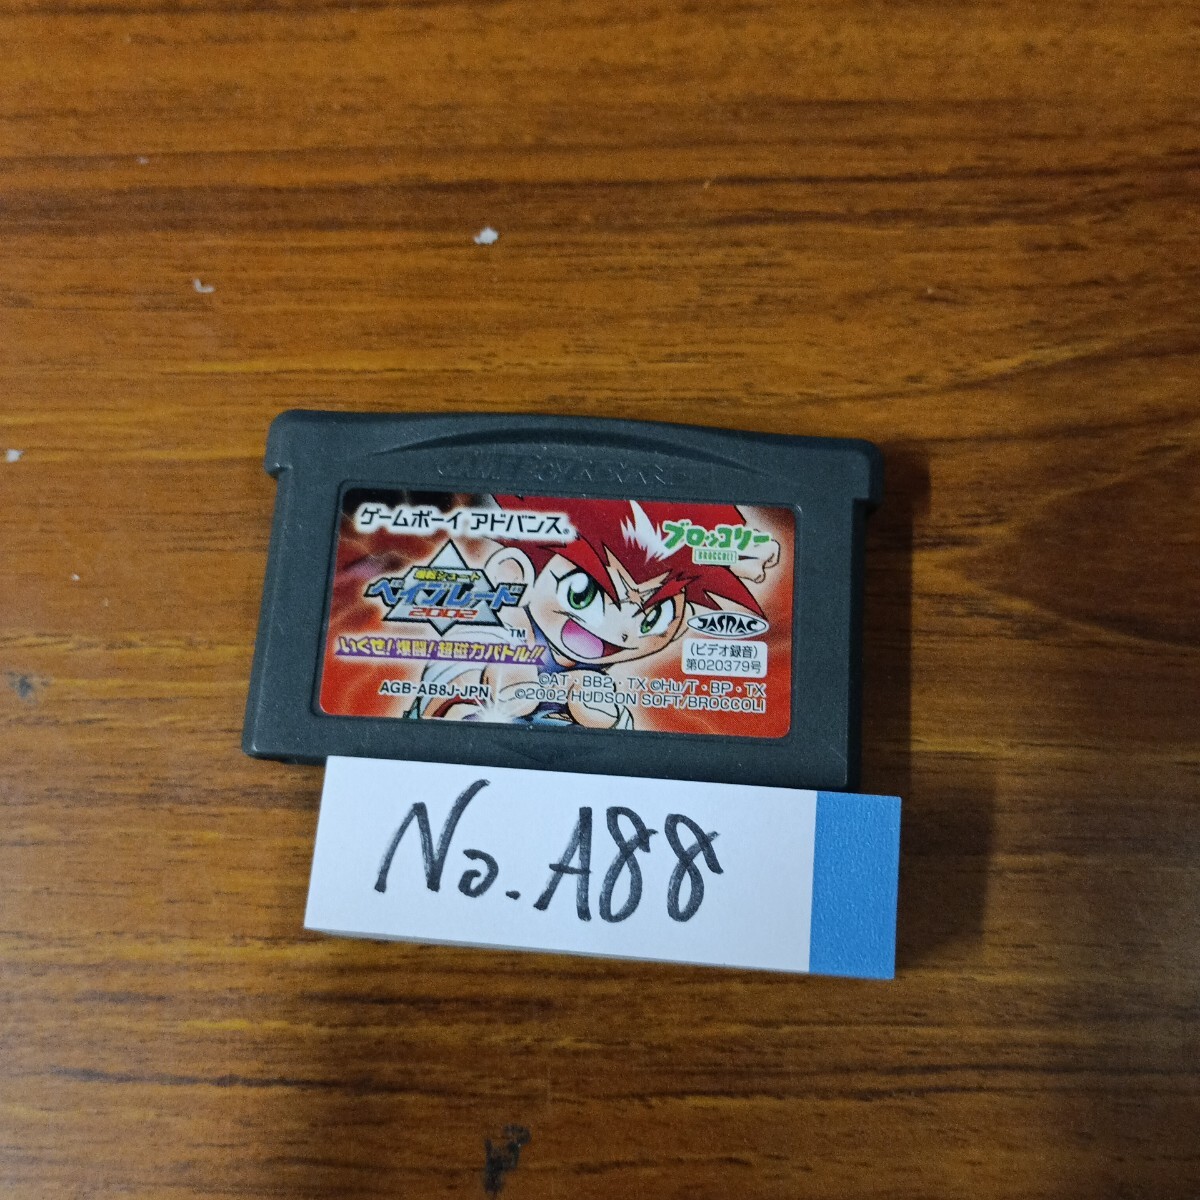 GAME BOY ADVANCE
ゲームボーイ アドバンス®
ブロッコリー
BROCCOLI
爆転シュート
ベイブレード
2002
TM
いくぜ!爆闘!超磁力バトル!!
JASRAC
(ビデオ録音)
第020379号
AGB-AB8J-JPN
©AT・BB2・TX ©Hu/T・BP・TX
©2002 HUDSON SOFT/BROCCOLI
No. A88